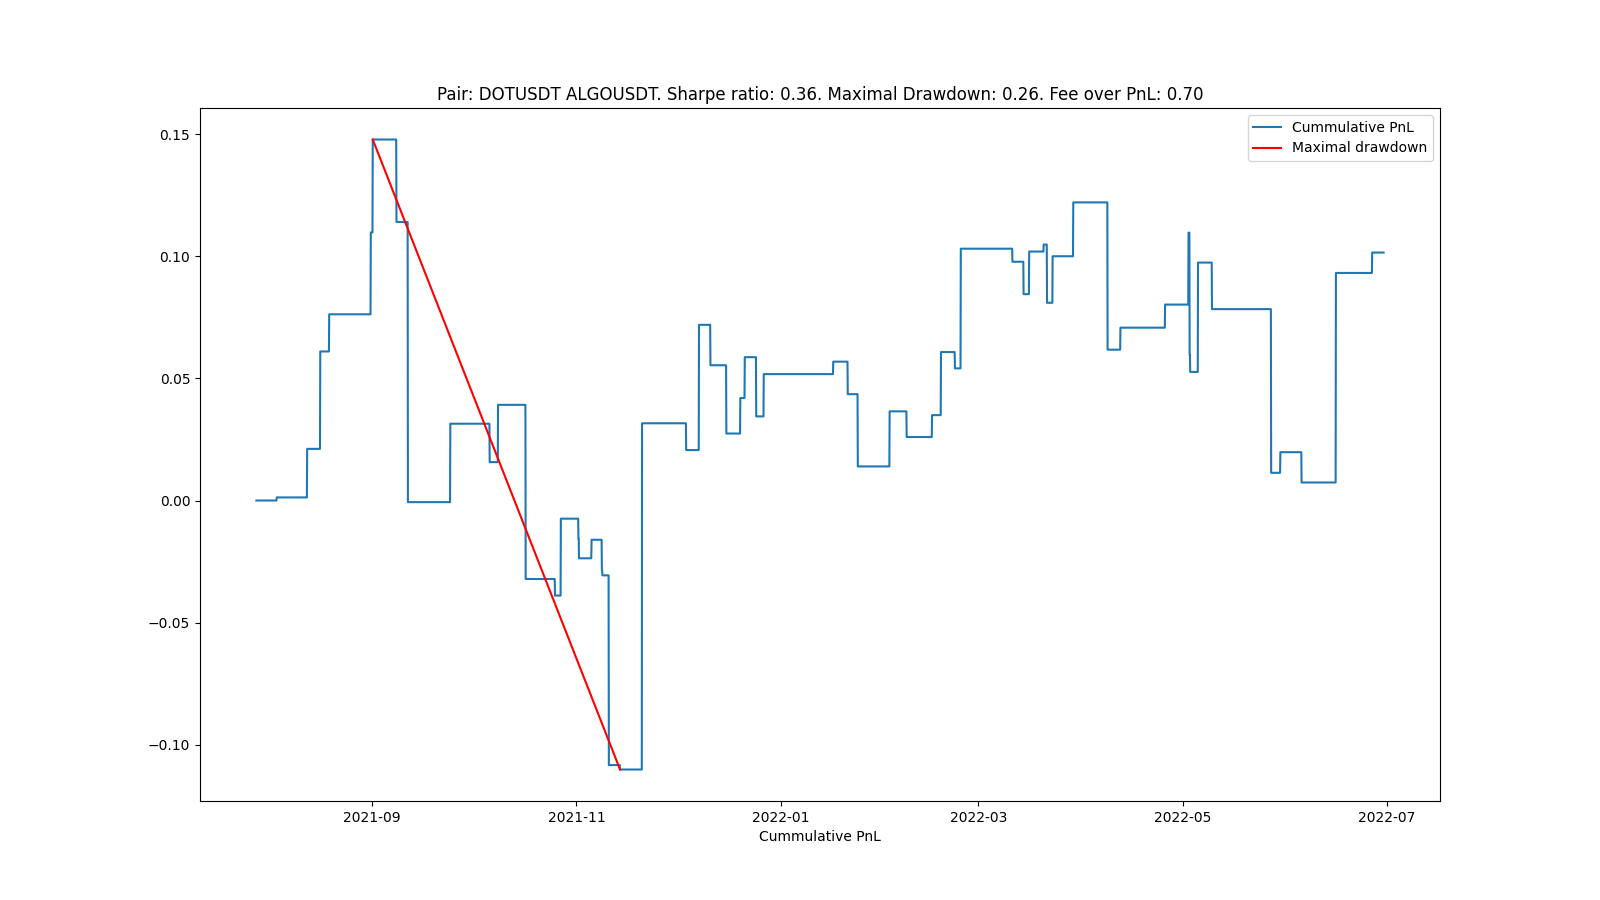 Pair: DOTUSDT ALGOUSDT. Sharpe ratio: 0.36. Maximal Drawdown: 0.26. Fee over PnL: 0.70
Cummulative PnL
Maximal drawdown
0.15
0.10
0.05
0.00
−0.05
−0.10
2021-09 2021-11 2022-01 2022-03 2022-05 2022-07
Cummulative PnL